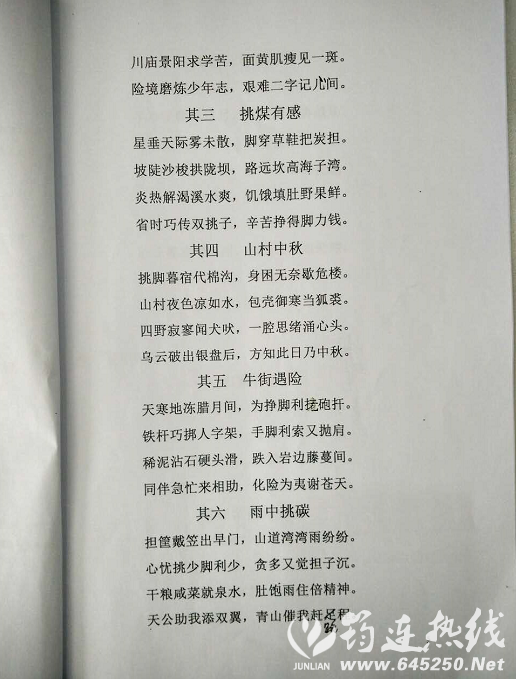 川庙景阳求学苦，面黄肌瘦见一斑。
险境磨炼少年志，艰难二字记心间。
其三 挑煤有感
星垂天际雾未散，脚穿草鞋把炭担。
坡陡沙梭拱陇坝，路远坎高海子湾。
炎热解渴溪水爽，饥饿填肚野果鲜。
省时巧传双挑子，辛苦挣得脚力钱。
其四 山村中秋
挑脚暮宿代棉沟，身困无奈歇危楼。
山村夜色凉如水，包壳御寒当狐裘。
四野寂寥闻犬吠，一腔思绪涌心头。
乌云破出银盘后，方知此日乃中秋。
其五 牛街遇险
天寒地冻腊月间，为挣脚利抬砲扦。
铁杆巧挷人字架，手脚利索又抛肩。
稀泥沾石硬头滑，跌入岩边藤蔓间。
同伴急忙来相助，化险为夷谢苍天。
其六 雨中挑碳
担筐戴笠出早门，山道湾湾雨纷纷。
心忧挑少脚利少，贪多又觉担子沉。
干粮咸菜就泉水，肚饱雨住倍精神。
天公助我添双翼，青山催我赶足程
筠连热线
JUNLIAN
www.645250.Net